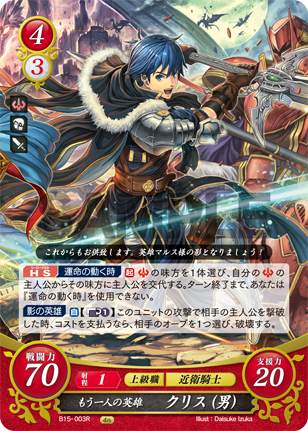 4
3
SAMPLE
これからもお供致します。英雄マルス様の影となりましょう！
HS 運命の動く時 起 の味方を1体選び、自分の の
主人公からその味方に主人公を交代する。ターン終了まで、あなたは
『運命の動く時』を使用できない。
影の英雄 自【 1】このユニットの攻撃で相手の主人公を撃
破した時、コストを支払うなら、相手のオーブを1つ選び、破壊する。
戦闘力
70
射程 1 上級職 近衛騎士
支援力
20
もう一人の英雄 クリス（男）
B15-003R
Illust：Daisuke Izuka